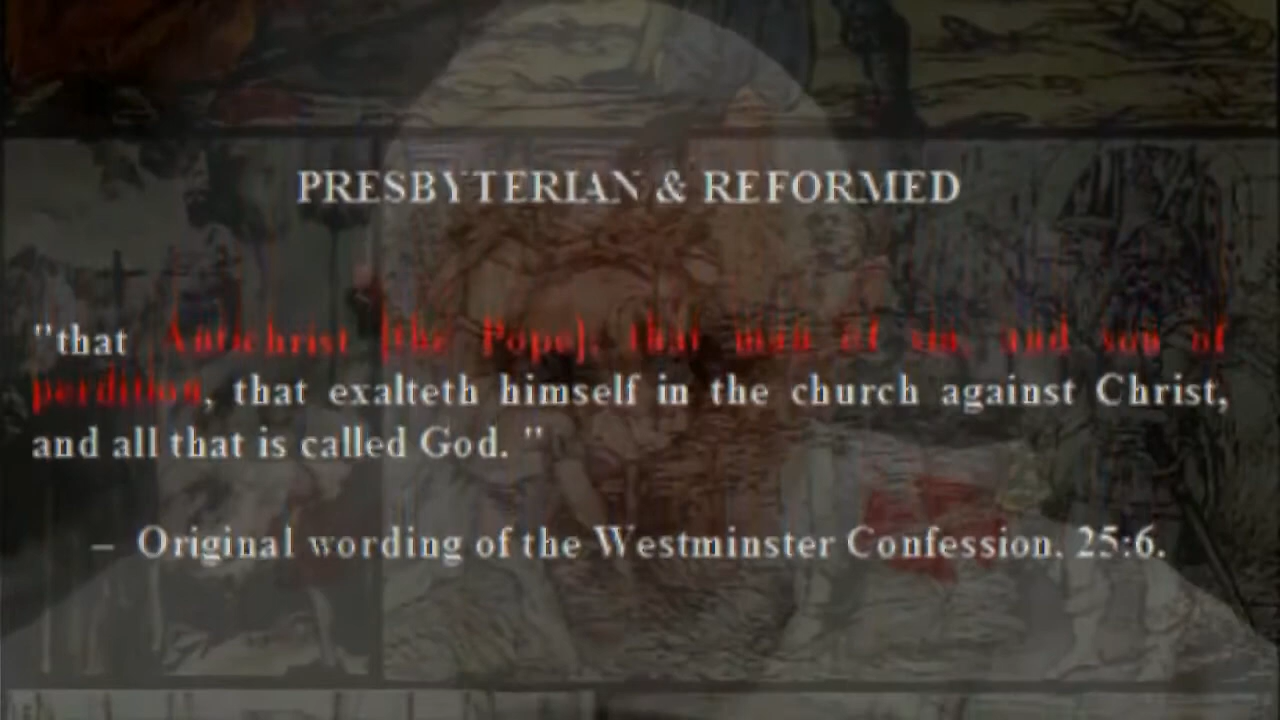 PRESBYTERIAN & REFORMED
"that Antichrist [the Pope], that man of sin, and son of
perdition, that exalteth himself in the church against Christ,
and all that is called God. "
– Original wording of the Westminster Confession. 25:6.